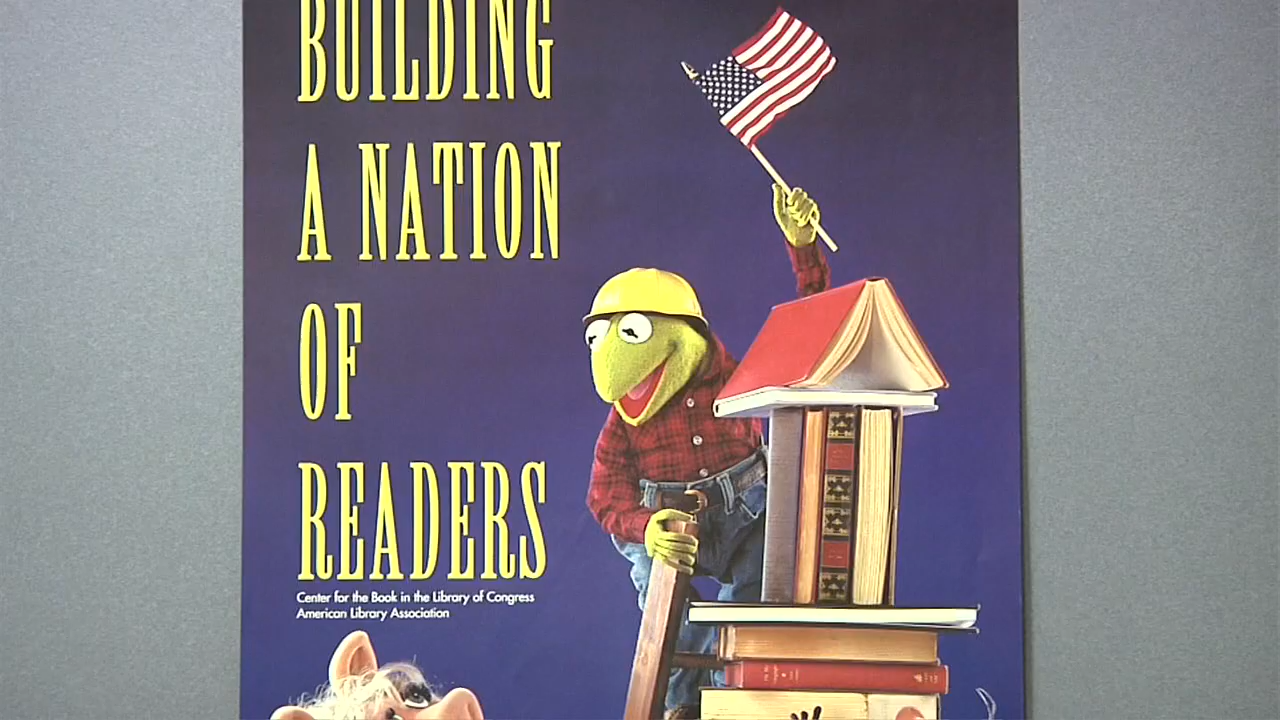 BUILDING
A NATION
OF
READERS
Center for the Book in the Library of Congress
American Library Association